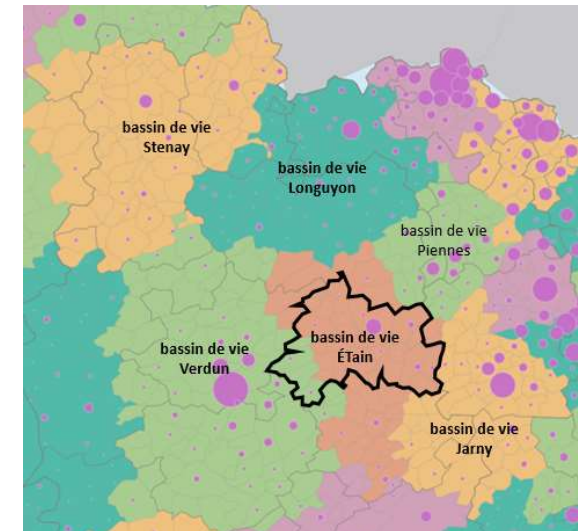 bassin de vie
Stenay
bassin de vie
Longuyon
bassin de vie
Piennes
bassin de vie
ÉTain
bassin de vie
Verdun
bassin de vie
Jarny